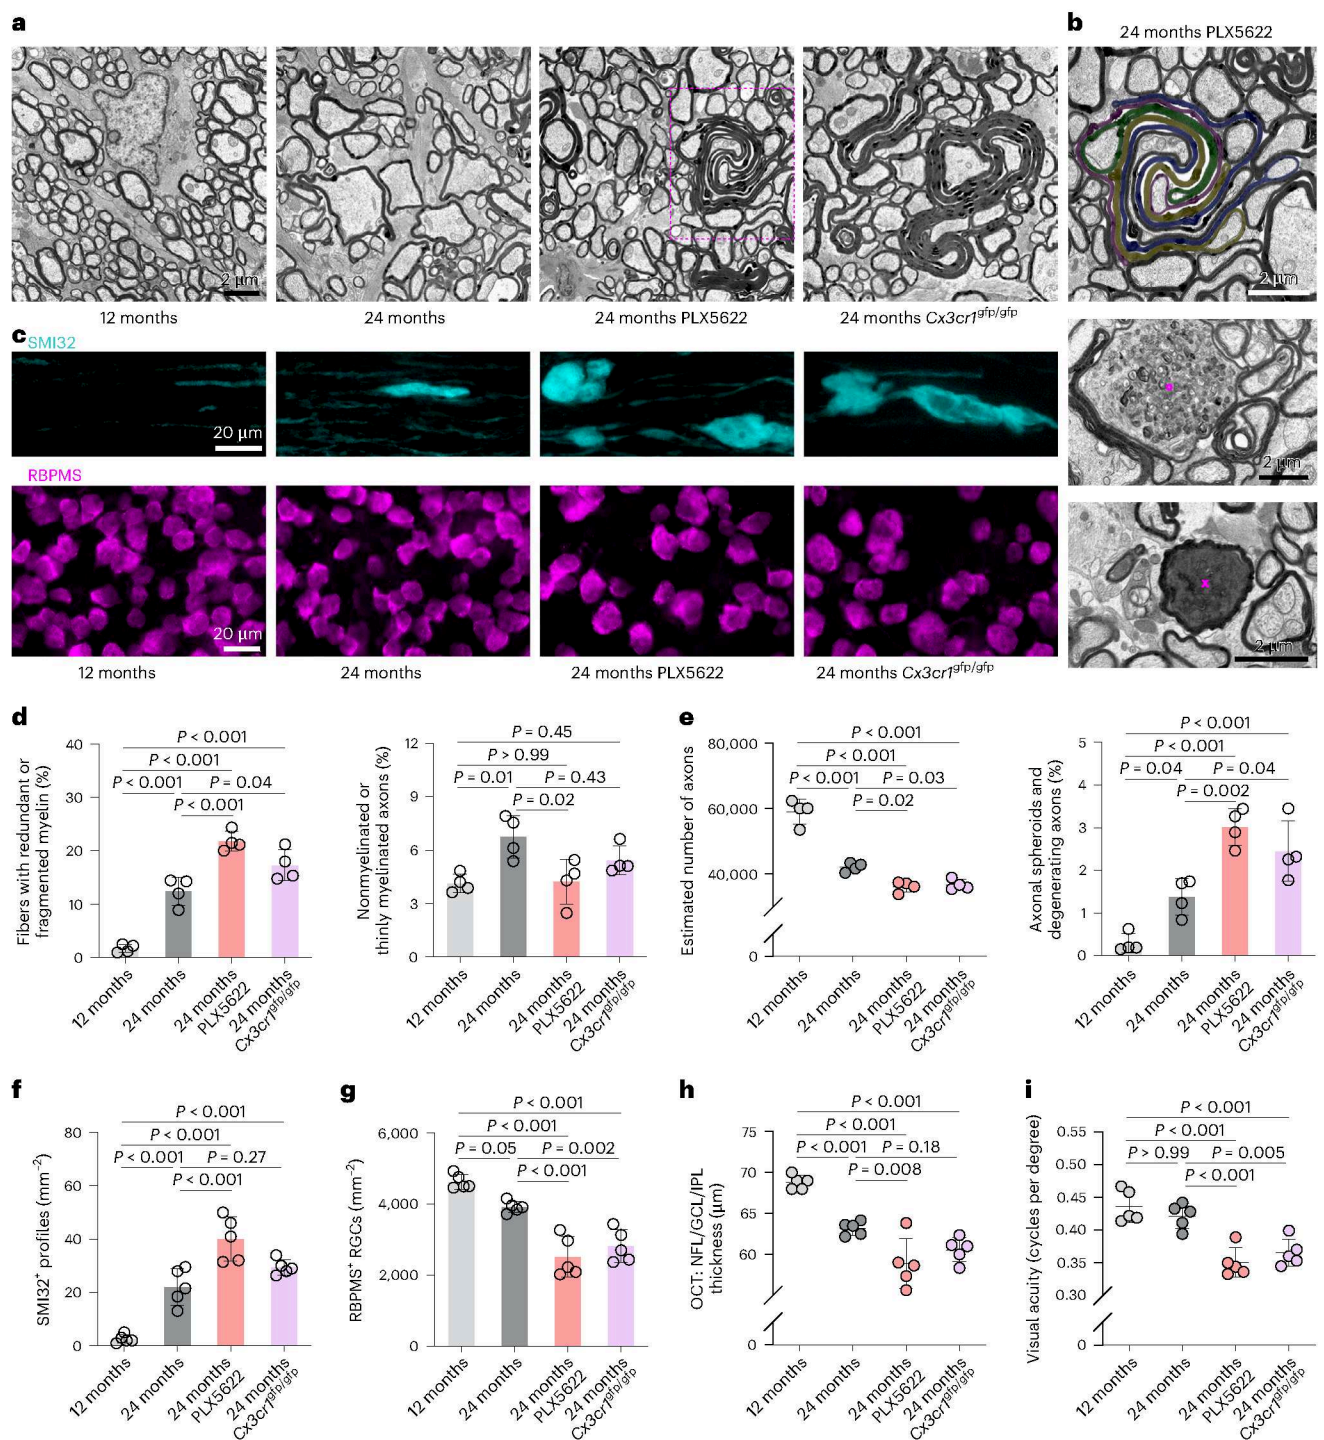 a
b
24 months PLX5622
2 µm
2 µm
12 months
24 months
24 months PLX5622
24 months Cx3cr1gfp/gfp
c
SMI32
20 µm
2 µm
RBPMS
20 µm
2 µm
12 months
24 months
24 months PLX5622
24 months Cx3cr1gfp/gfp
d
Fibers with redundant or
fragmented myelin (%)
40
30
20
10
0
P < 0.001
P < 0.001
P < 0.001
P = 0.04
P < 0.001
12 months
24 months
24 months
PLX5622
24 months
Cx3cr1gfp/gfp
Nonmyelinated or
thinly myelinated axons (%)
12
9
6
3
0
P = 0.45
P > 0.99
P = 0.01
P = 0.43
P = 0.02
12 months
24 months
24 months
PLX5622
24 months
Cx3cr1gfp/gfp
e
Estimated number of axons
80,000
60,000
40,000
0
P < 0.001
P < 0.001
P < 0.001
P = 0.03
P = 0.02
12 months
24 months
24 months
PLX5622
24 months
Cx3cr1gfp/gfp
Axonal spheroids and
degenerating axons (%)
5
4
3
2
1
0
P < 0.001
P < 0.001
P = 0.04
P = 0.04
P = 0.002
12 months
24 months
24 months
PLX5622
24 months
Cx3cr1gfp/gfp
f
SMI32+ profiles (mm−2)
80
60
40
20
0
P < 0.001
P < 0.001
P < 0.001
P = 0.27
P < 0.001
12 months
24 months
24 months
PLX5622
24 months
Cx3cr1gfp/gfp
g
RBPMS+ RGCs (mm−2)
6,000
4,000
2,000
0
P < 0.001
P < 0.001
P = 0.05
P = 0.002
P < 0.001
12 months
24 months
24 months
PLX5622
24 months
Cx3cr1gfp/gfp
h
OCT: NFL/GCL/IPL
thickness (µm)
75
70
65
60
0
P < 0.001
P < 0.001
P < 0.001
P = 0.18
P = 0.008
12 months
24 months
24 months
PLX5622
24 months
Cx3cr1gfp/gfp
i
Visual acuity (cycles per degree)
0.55
0.50
0.45
0.40
0.35
0.30
0
P < 0.001
P < 0.001
P > 0.99
P = 0.005
P < 0.001
12 months
24 months
24 months
PLX5622
24 months
Cx3cr1gfp/gfp